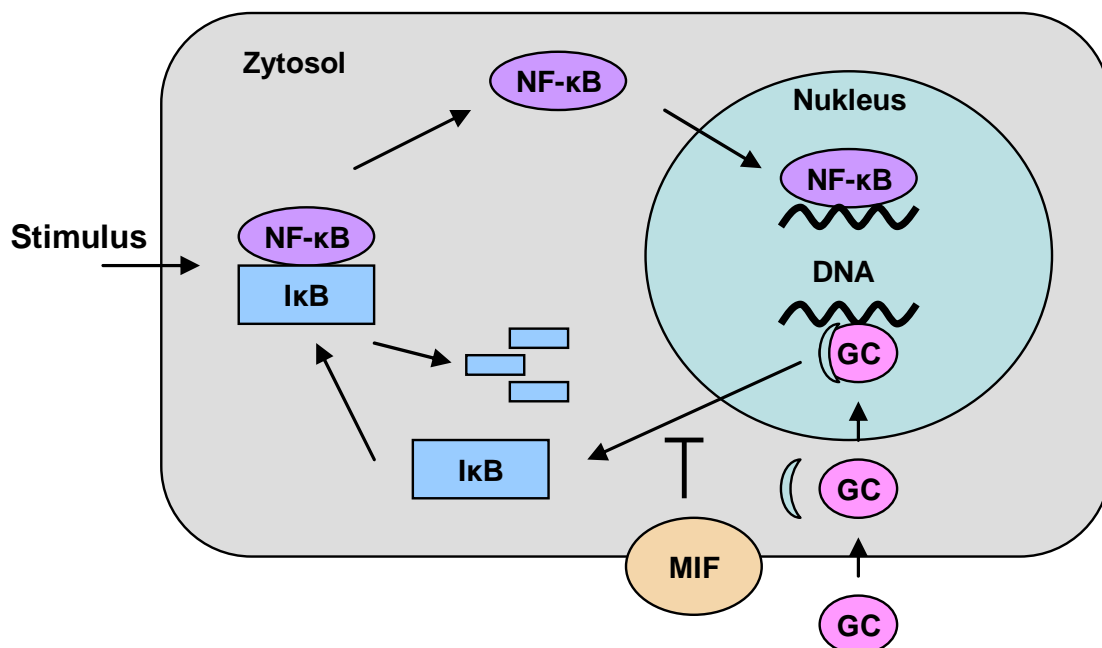 Zytosol
NF-κB
Nukleus
NF-κB
Stimulus
NF-κB
IκB
DNA
GC
IκB
GC
MIF
GC